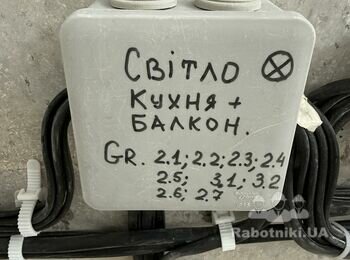 СВІТЛО
КУХНЯ +
БАЛКОН.
GR. 2.1; 2.2; 2.3; 2.4
2.5; 3.1; 3.2
2.6; 2.7
Rabotniki.UA